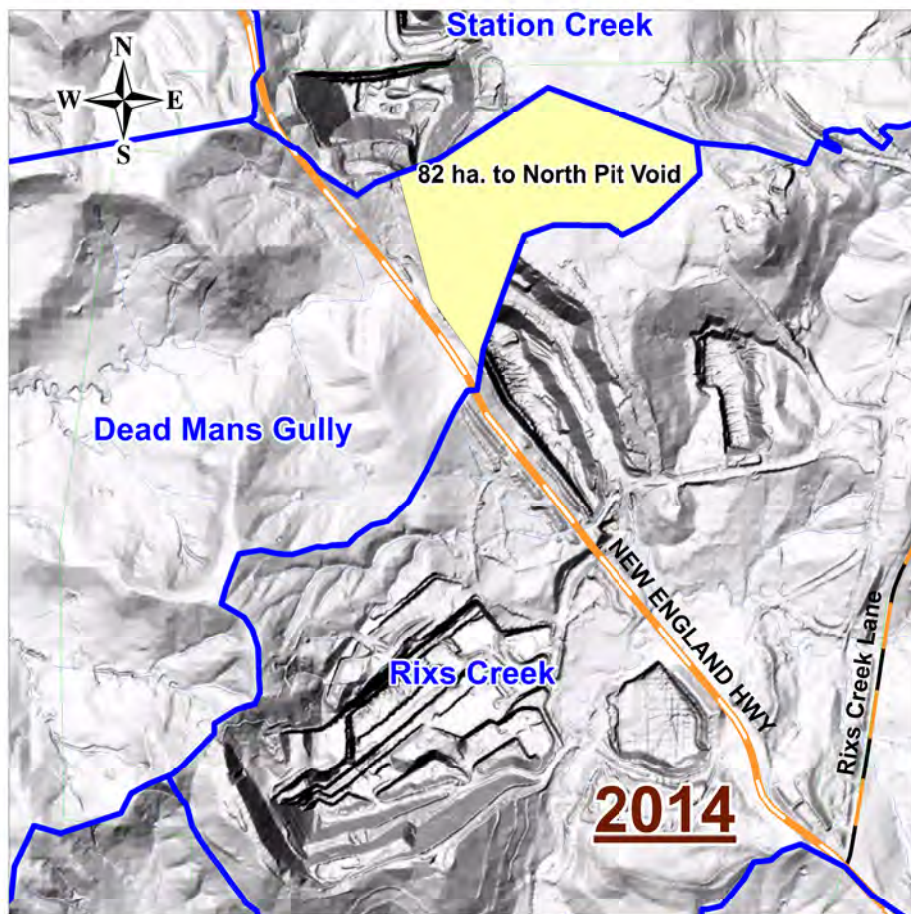 Station Creek
N
W E
S
82 ha. to North Pit Void
Dead Mans Gully
NEW ENGLAND HWY
Rixs Creek Lane
Rixs Creek
2014